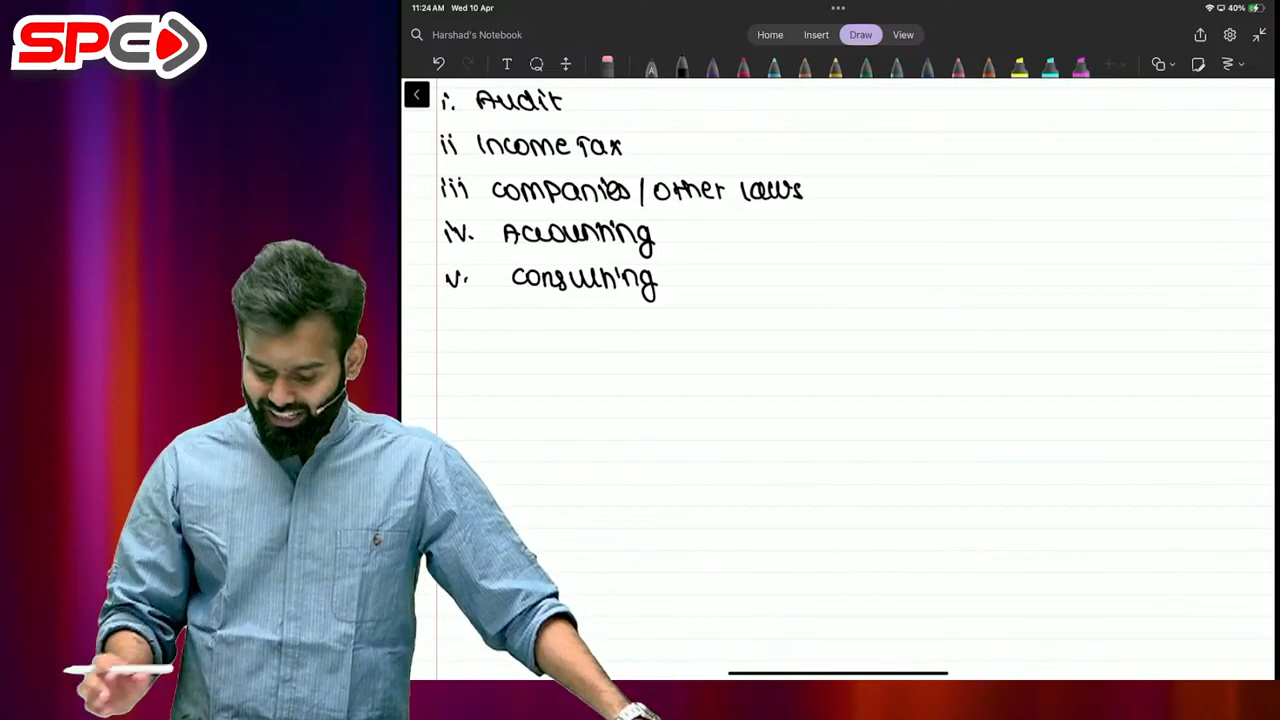 SPC
11:24 AM Wed 10 Apr
40%
Harshad's Notebook
Home Insert Draw View
i. Audit
ii Income Tax
iii companies / other laws
iv. Accounting
v. consulting